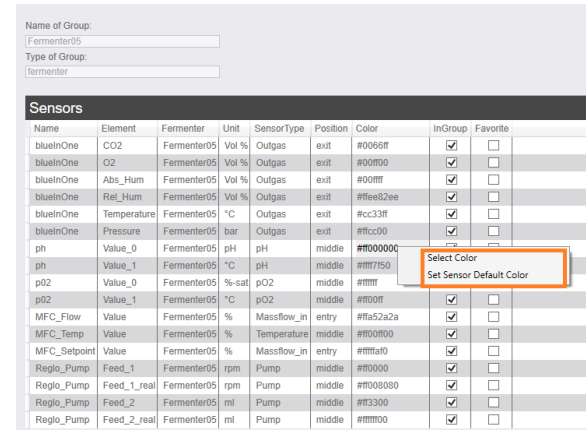 Name of Group:
Fermenter05
Type of Group:
fermenter
Sensors
Name Element Fermenter Unit SensorType Position Color InGroup Favorite
blueInOne CO2 Fermenter05 Vol % Outgas exit #0066ff
blueInOne O2 Fermenter05 Vol % Outgas exit #00ff00
blueInOne Abs_Hum Fermenter05 Vol % Outgas exit #00ffff
blueInOne Rel_Hum Fermenter05 Vol % Outgas exit #ffee82ee
blueInOne Temperature Fermenter05 °C Outgas exit #cc33ff
blueInOne Pressure Fermenter05 bar Outgas exit #ffcc00
ph Value_0 Fermenter05 pH pH middle #ff000000
Select Color
ph Value_1 Fermenter05 °C pH middle #ffff7f50
Set Sensor Default Color
p02 Value_0 Fermenter05 %-sat pO2 middle #ffffff
p02 Value_1 Fermenter05 °C pO2 middle #ff00ff
MFC_Flow Value Fermenter05 % Massflow_in entry #ffa52a2a
MFC_Temp Value Fermenter05 % Temperature middle #ff00ff00
MFC_Setpoint Value Fermenter05 % Massflow_in entry #fffffaf0
Reglo_Pump Feed_1 Fermenter05 rpm Pump middle #ff0000
Reglo_Pump Feed_1_real Fermenter05 rpm Pump middle #ff008080
Reglo_Pump Feed_2 Fermenter05 ml Pump middle #ff3300
Reglo_Pump Feed_2_real Fermenter05 ml Pump middle #ffffff00